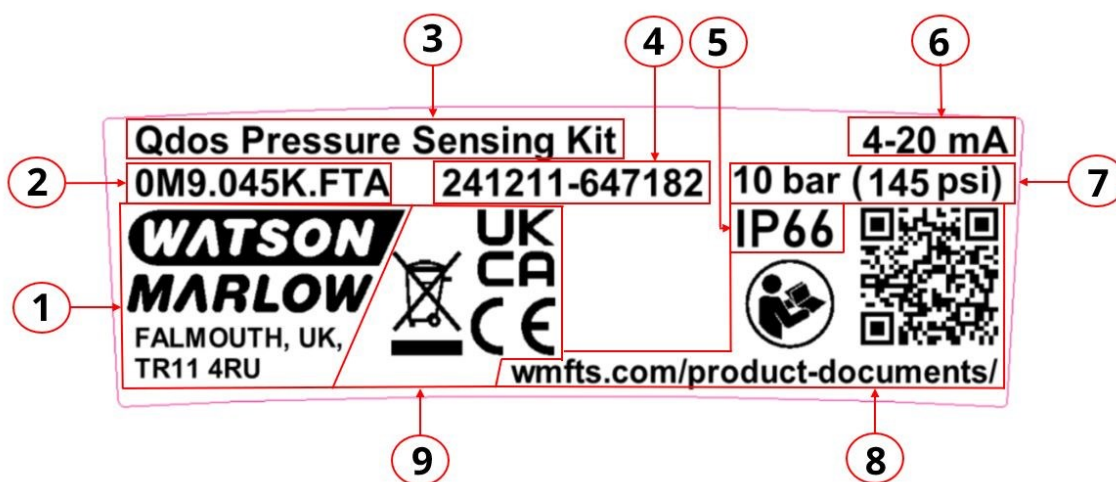 3
4
5
6
Qdos Pressure Sensing Kit
4-20 mA
2
0M9.045K.FTA
241211-647182
10 bar (145 psi)
7
WATSON
MARLOW
UK
CA
IP66
1
FALMOUTH, UK,
TR11 4RU
CE
wmfts.com/product-documents/
9
8